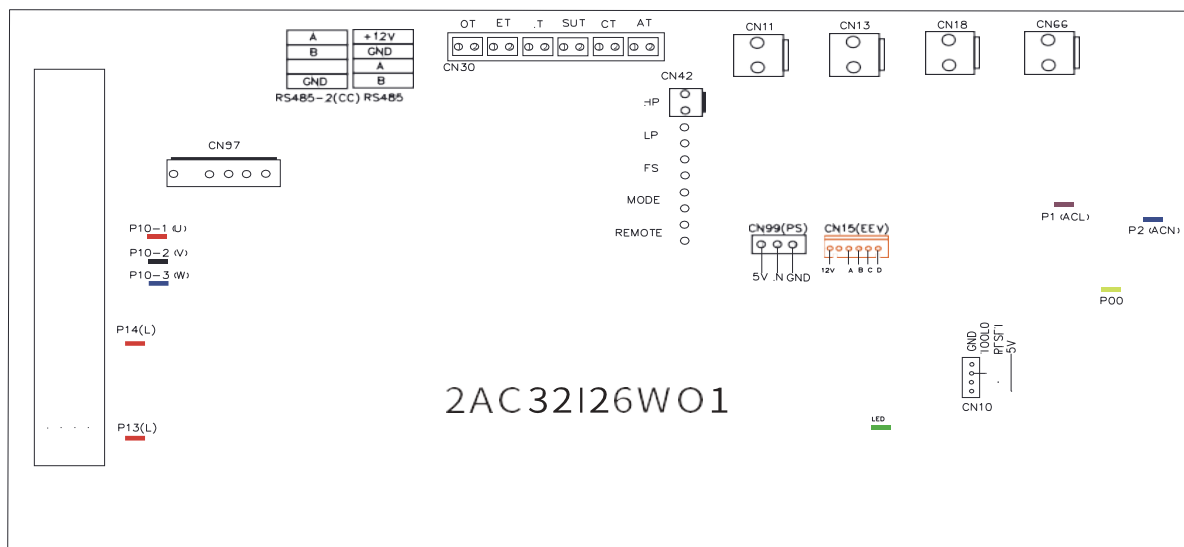 OT ET .T SUT CT AT
CN30
A +12V
B GND
A
GND B
RS485-2(CC) RS485
CN11
CN13
CN18
CN66
CN42
HP
LP
FS
MODE
REMOTE
CN97
P10-1 (U)
P10-2 (V)
P10-3 (W)
P14(L)
P13(L)
CN99(PS)
5V .N GND
CN15(EEV)
12V A B C D
P1 (ACL)
P2 (ACN)
P00
GND
5V
CN10
LED
2AC32I26WO1